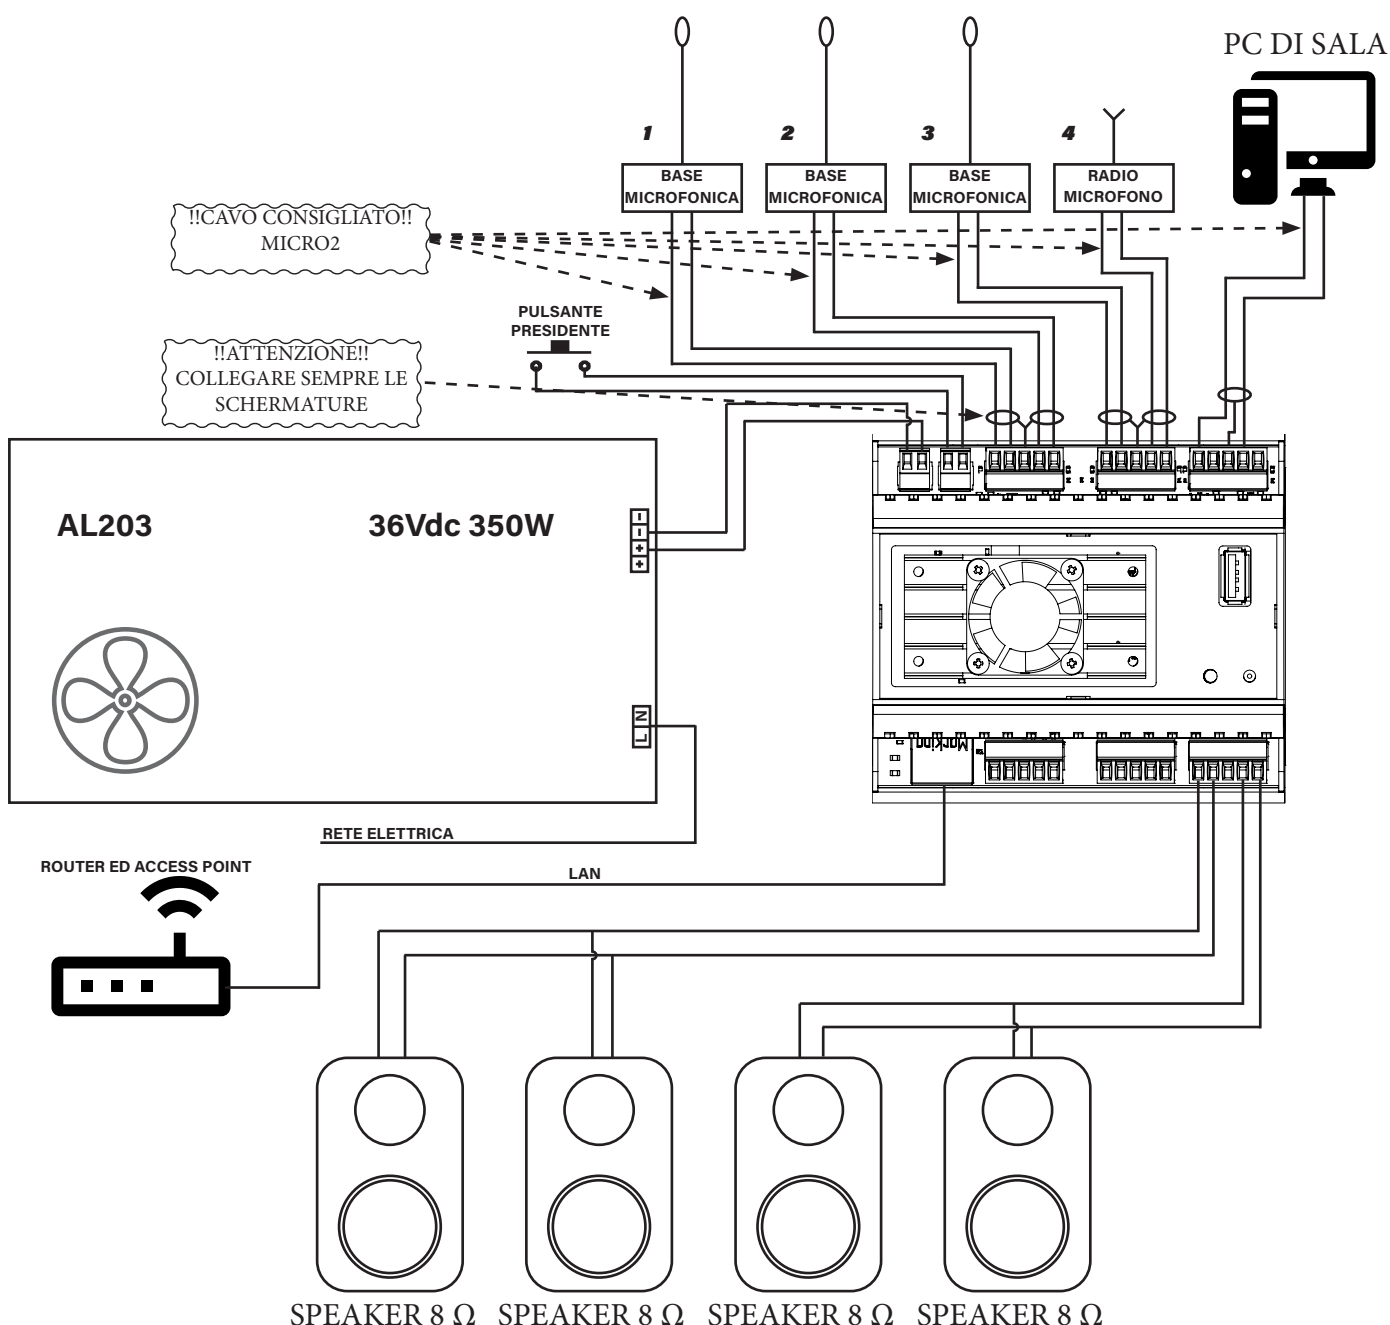 PC DI SALA
1
2
3
4
BASE
MICROFONICA
BASE
MICROFONICA
BASE
MICROFONICA
RADIO
MICROFONO
!!CAVO CONSIGLIATO!!
MICRO2
PULSANTE
PRESIDENTE
!!ATTENZIONE!!
COLLEGARE SEMPRE LE
SCHERMATURE
AL203
36Vdc 350W
-
-
+
+
L N
Marking
RETE ELETTRICA
ROUTER ED ACCESS POINT
LAN
SPEAKER 8 Ω
SPEAKER 8 Ω
SPEAKER 8 Ω
SPEAKER 8 Ω